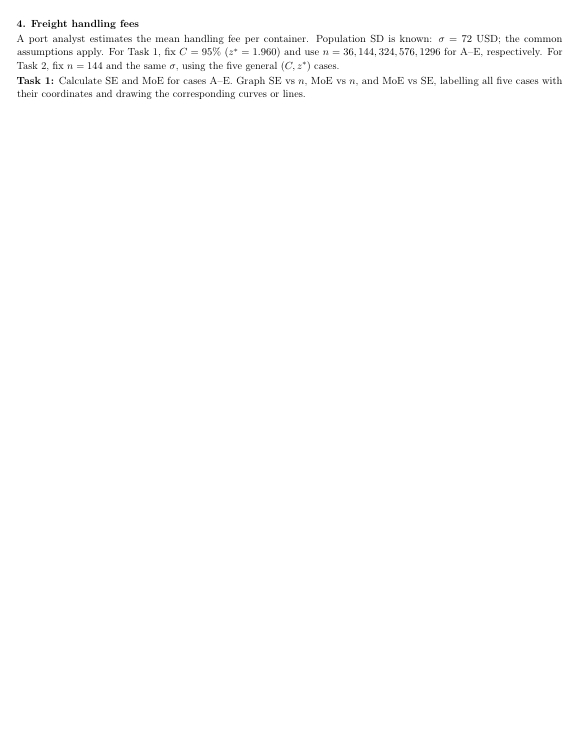 4. Freight handling fees
A port analyst estimates the mean handling fee per container. Population SD is known: σ = 72 USD; the common
assumptions apply. For Task 1, fix C = 95% (z* = 1.960) and use n = 36, 144, 324, 576, 1296 for A–E, respectively. For
Task 2, fix n = 144 and the same σ, using the five general (C, z*) cases.
Task 1: Calculate SE and MoE for cases A–E. Graph SE vs n, MoE vs n, and MoE vs SE, labelling all five cases with
their coordinates and drawing the corresponding curves or lines.